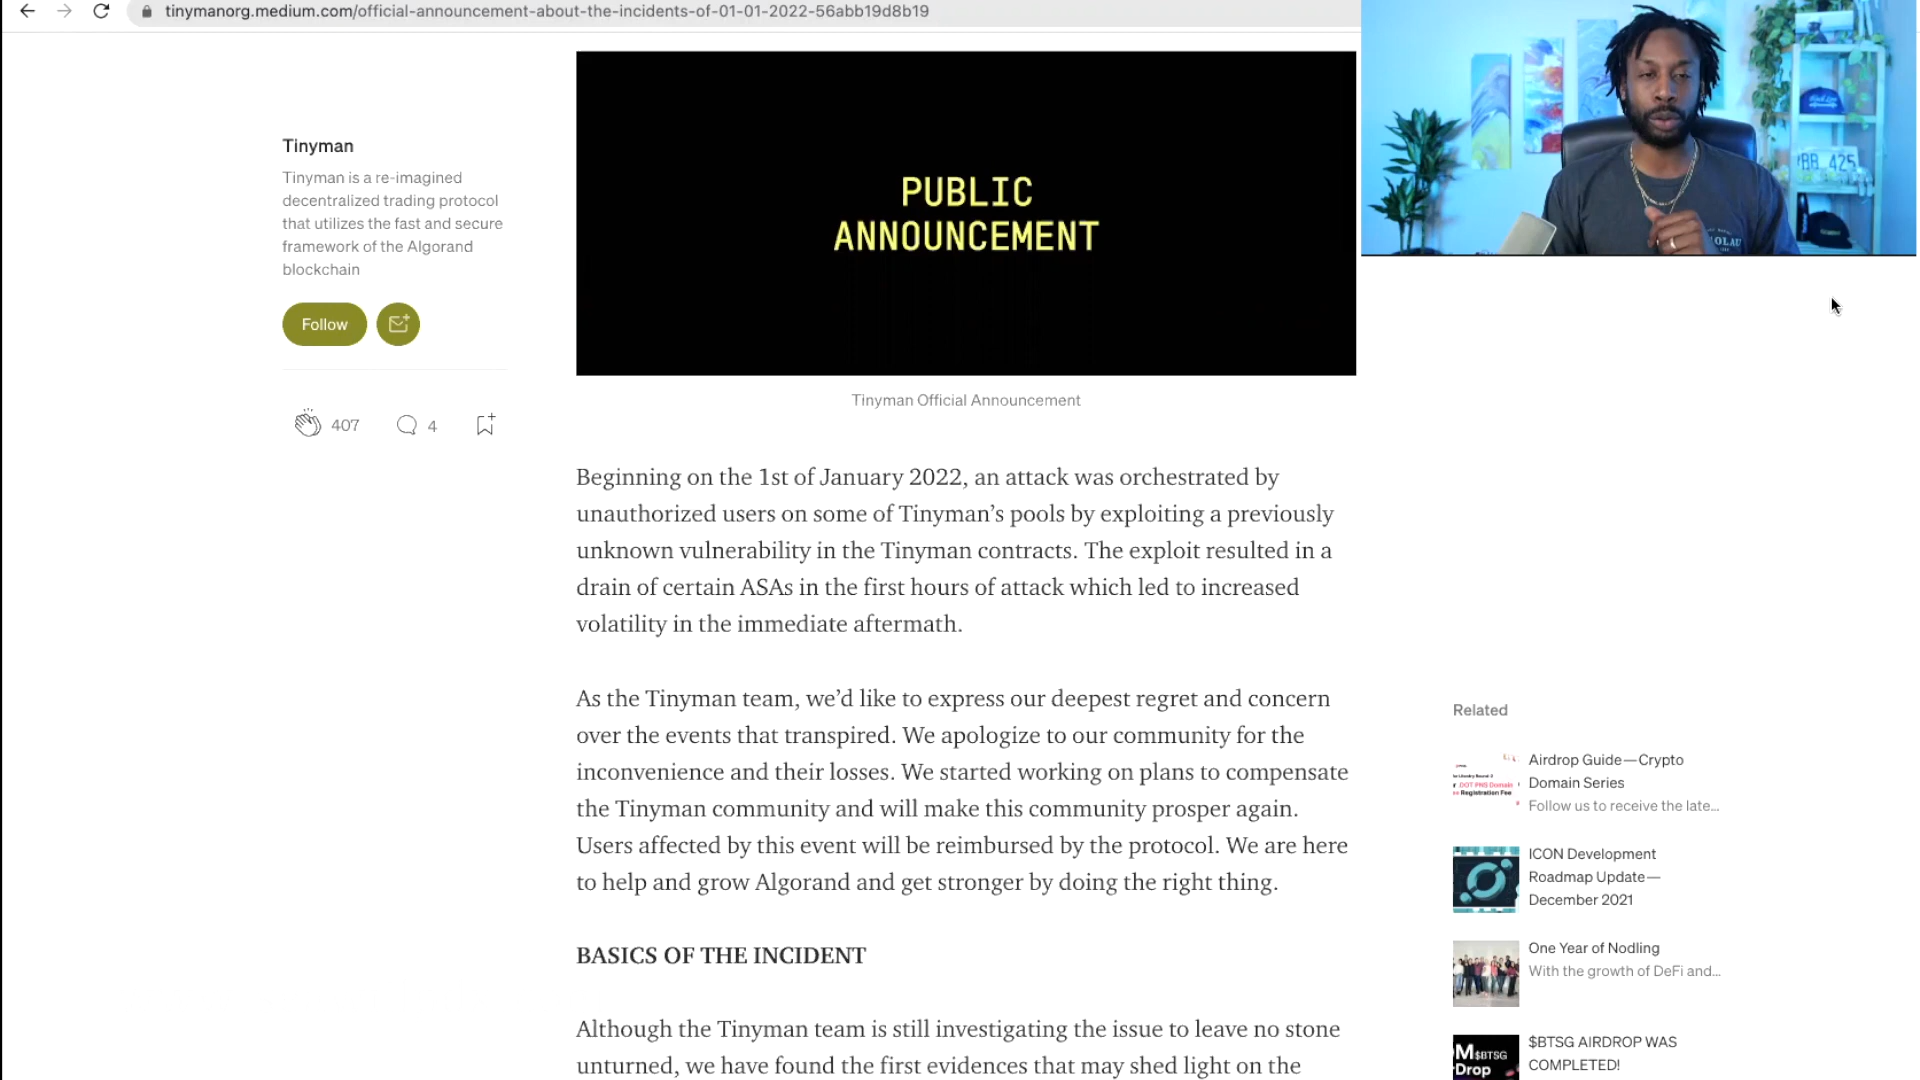 tinymanorg.medium.com/official-announcement-about-the-incidents-of-01-01-2022-56abb19d8b19
Tinyman
Tinyman is a re-imagined
decentralized trading protocol
that utilizes the fast and secure
framework of the Algorand
blockchain
Follow
407
4
PUBLIC
ANNOUNCEMENT
Tinyman Official Announcement
Beginning on the 1st of January 2022, an attack was orchestrated by
unauthorized users on some of Tinyman’s pools by exploiting a previously
unknown vulnerability in the Tinyman contracts. The exploit resulted in a
drain of certain ASAs in the first hours of attack which led to increased
volatility in the immediate aftermath.
As the Tinyman team, we’d like to express our deepest regret and concern
over the events that transpired. We apologize to our community for the
inconvenience and their losses. We started working on plans to compensate
the Tinyman community and will make this community prosper again.
Users affected by this event will be reimbursed by the protocol. We are here
to help and grow Algorand and get stronger by doing the right thing.
BASICS OF THE INCIDENT
Although the Tinyman team is still investigating the issue to leave no stone
unturned, we have found the first evidences that may shed light on the
BB 425
OLAU
Related
.DOT PNS Domain
Registration Fee
Airdrop Guide—Crypto
Domain Series
Follow us to receive the late...
ICON Development
Roadmap Update—
December 2021
One Year of Nodling
With the growth of DeFi and...
M $BTSG
Drop
$BTSG AIRDROP WAS
COMPLETED!